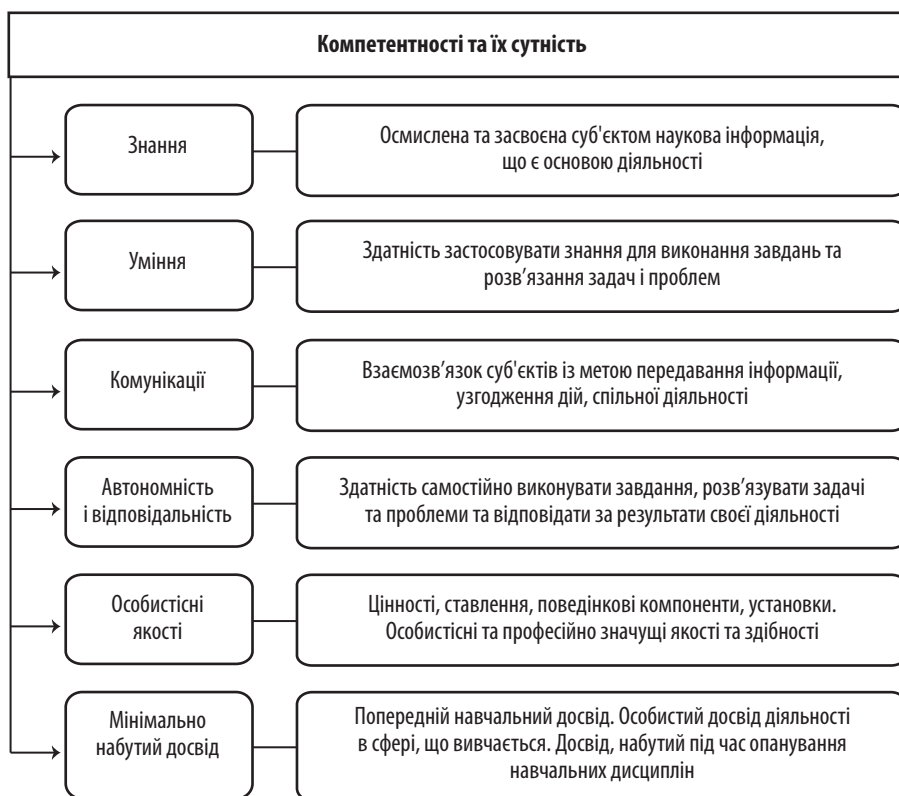 Компетентності та їх сутність
Знання
Осмислена та засвоєна суб'єктом наукова інформація,
що є основою діяльності
Уміння
Здатність застосовувати знання для виконання завдань та
розв’язання задач і проблем
Комунікації
Взаємозв’язок суб'єктів із метою передавання інформації,
узгодження дій, спільної діяльності
Автономність
і відповідальність
Здатність самостійно виконувати завдання, розв’язувати задачі
та проблеми та відповідати за результати своєї діяльності
Особистісні
якості
Цінності, ставлення, поведінкові компоненти, установки.
Особистісні та професійно значущі якості та здібності
Мінімально
набутий досвід
Попередній навчальний досвід. Особистий досвід діяльності
в сфері, що вивчається. Досвід, набутий під час опанування
навчальних дисциплін